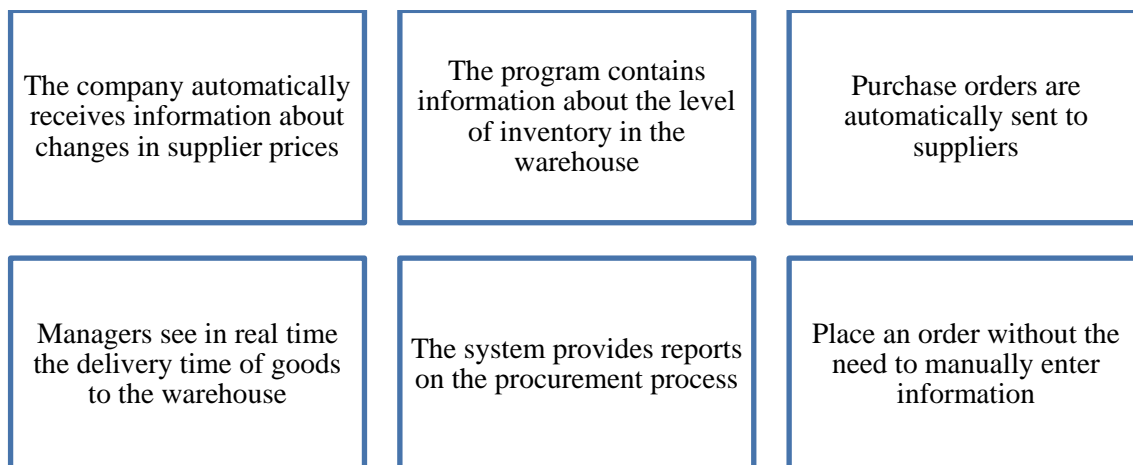 The company automatically
receives information about
changes in supplier prices
The program contains
information about the level
of inventory in the
warehouse
Purchase orders are
automatically sent to
suppliers
Managers see in real time
the delivery time of goods
to the warehouse
The system provides reports
on the procurement process
Place an order without the
need to manually enter
information